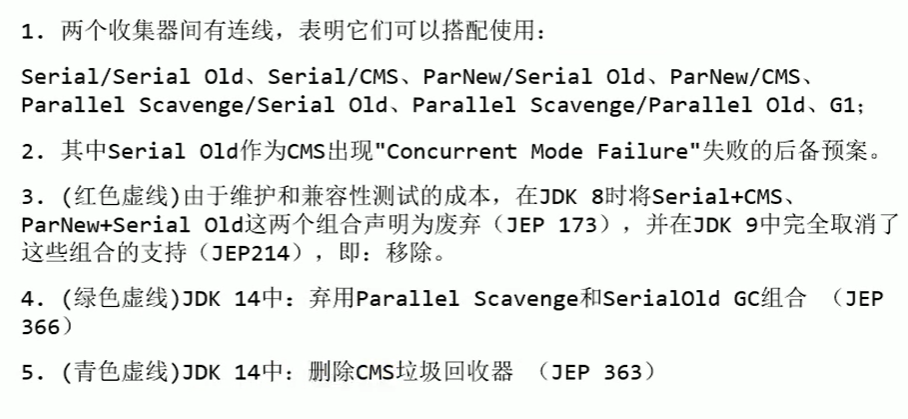 1. 两个收集器间有连线，表明它们可以搭配使用：
Serial/Serial Old、Serial/CMS、ParNew/Serial Old、ParNew/CMS、
Parallel Scavenge/Serial Old、Parallel Scavenge/Parallel Old、G1；
2. 其中Serial Old作为CMS出现"Concurrent Mode Failure"失败的后备预案。
3. (红色虚线)由于维护和兼容性测试的成本，在JDK 8时将Serial+CMS、
ParNew+Serial Old这两个组合声明为废弃（JEP 173），并在JDK 9中完全取消了
这些组合的支持（JEP214），即：移除。
4. (绿色虚线)JDK 14中：弃用Parallel Scavenge和SerialOld GC组合 （JEP
366）
5. (青色虚线)JDK 14中：删除CMS垃圾回收器 （JEP 363）